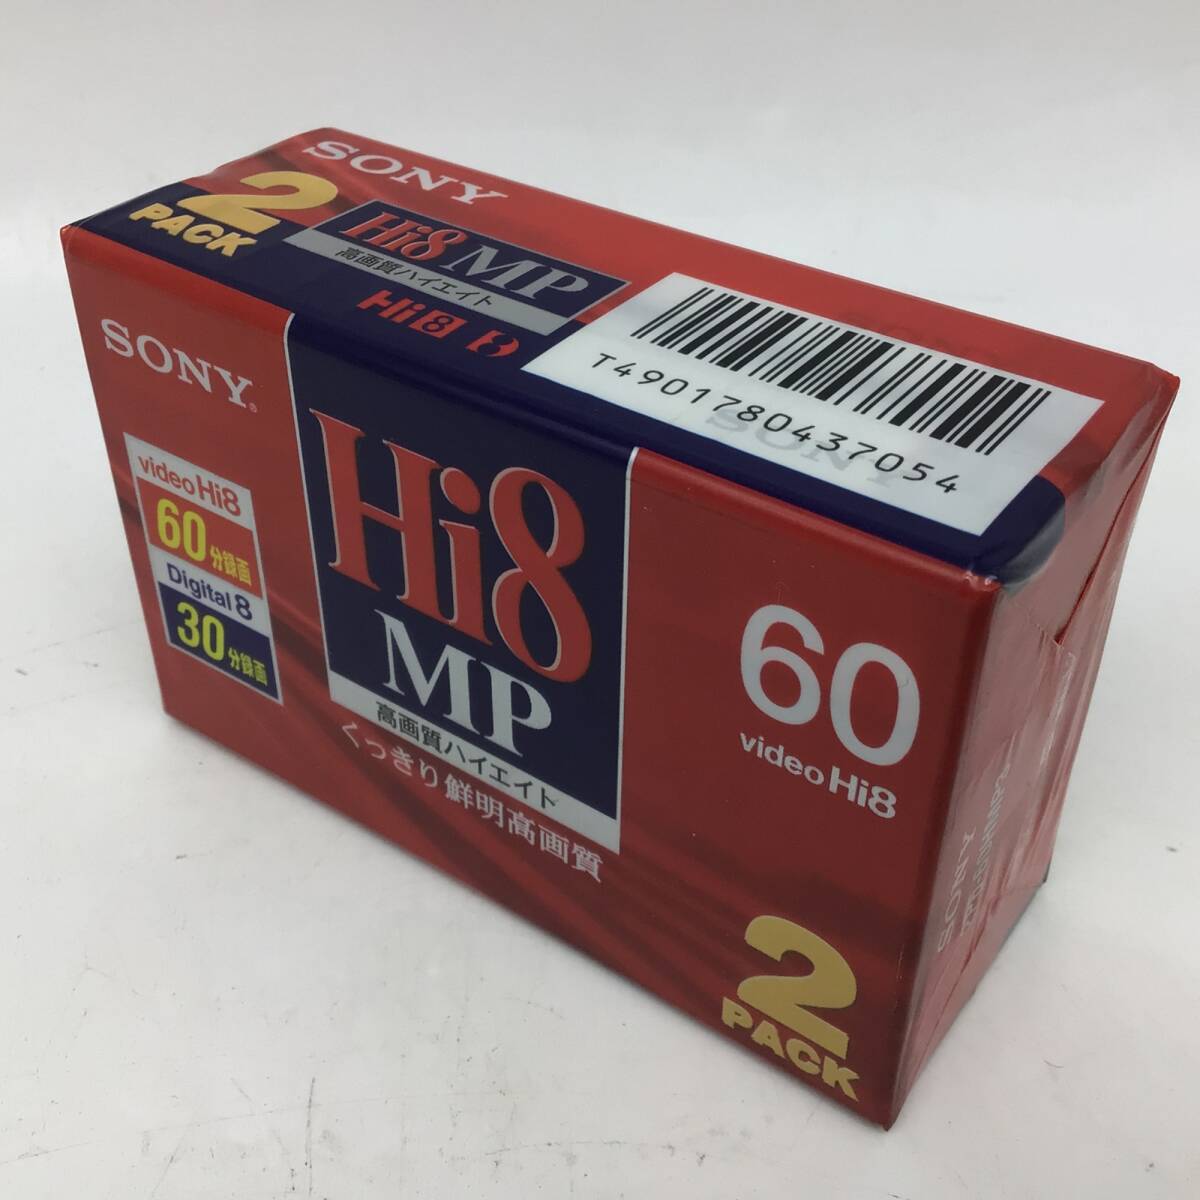 SONY
2
PACK
Hi8 MP
高画質ハイエイト
Hi8 8
T4901780437054
SONY
video Hi8
60分録画
Digital 8
30分録画
Hi8
MP
高画質ハイエイト
くっきり鮮明高画質
60
video Hi8
2
PACK
SONY